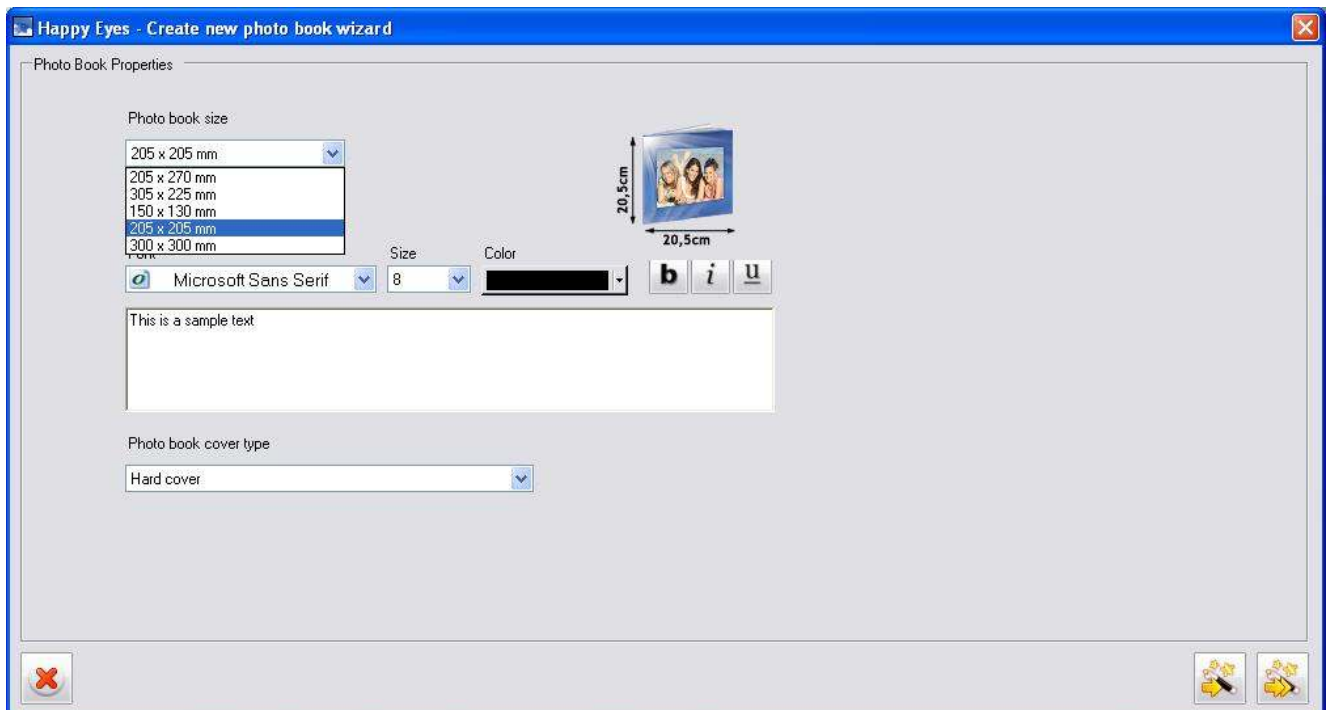 Happy Eyes - Create new photo book wizard
Photo Book Properties
Photo book size
205 x 205 mm
205 x 270 mm
305 x 225 mm
150 x 130 mm
205 x 205 mm
300 x 300 mm
20,5cm
20,5cm
Font Size Color
Microsoft Sans Serif 8 b i u
This is a sample text
Photo book cover type
Hard cover